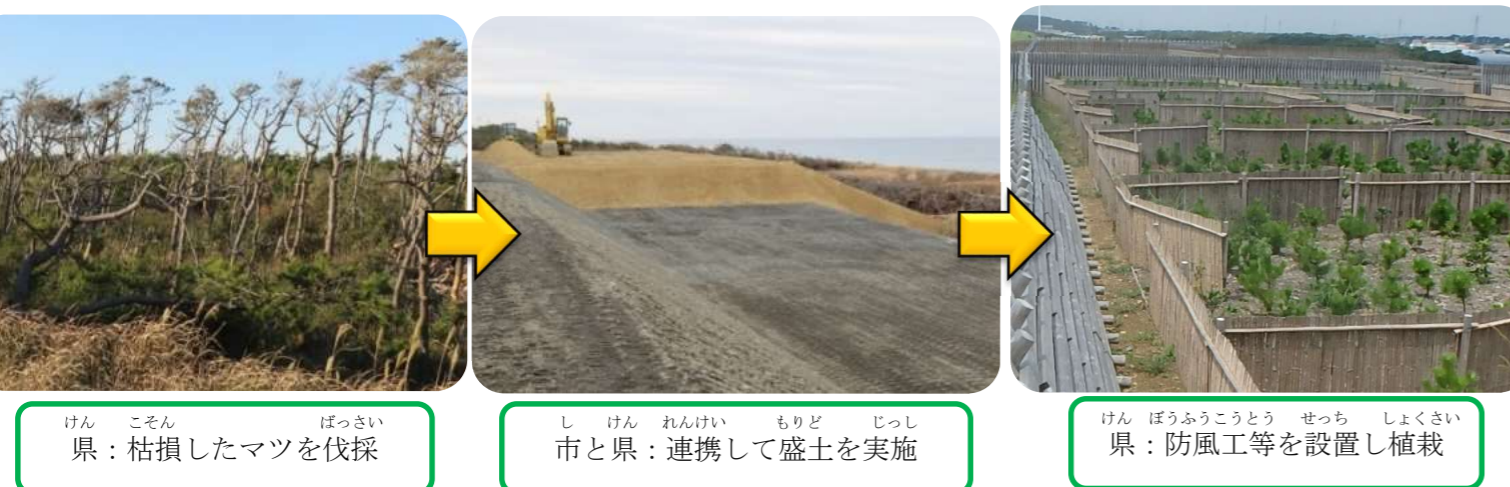 けん こそん ばっさい
県：枯損したマツを伐採
し けん れんけい もりど じっし
市と県：連携して盛土を実施
けん ぼうふうこうとう せっち しょくさい
県：防風工等を設置し植栽